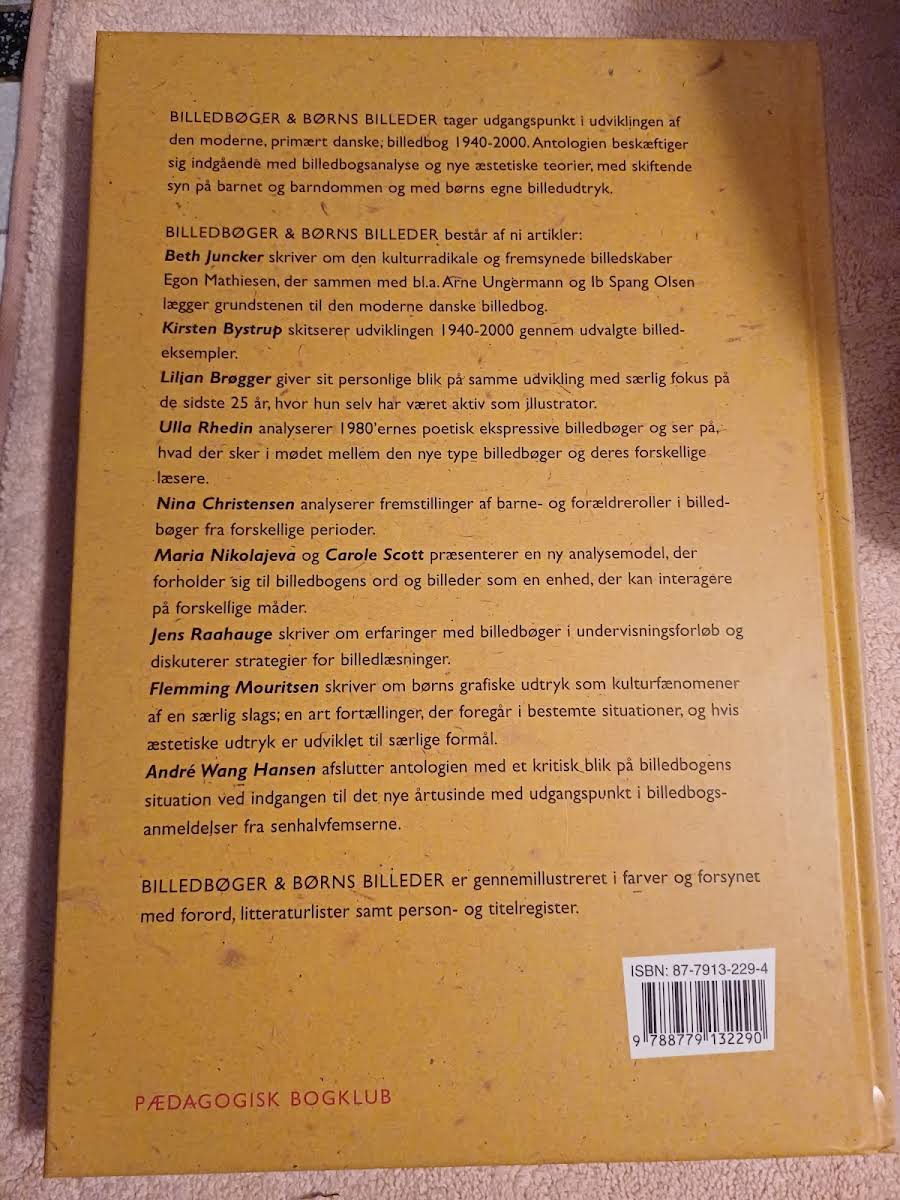 BILLEDBØGER & BØRNS BILLEDER tager udgangspunkt i udviklingen af
den moderne, primært danske, billedbog 1940-2000. Antologien beskæftiger
sig indgående med billedbogsanalyse og nye æstetiske teorier, med skiftende
syn på barnet og barndommen og med børns egne billedudtryk.
BILLEDBØGER & BØRNS BILLEDER består af ni artikler:
Beth Juncker skriver om den kulturradikale og fremsynede billedskaber
Egon Mathiesen, der sammen med bl.a. Arne Ungermann og Ib Spang Olsen
lægger grundstenen til den moderne danske billedbog.
Kirsten Bystrup skitserer udviklingen 1940-2000 gennem udvalgte billed-
eksempler.
Lilian Brøgger giver sit personlige blik på samme udvikling med særlig fokus på
de sidste 25 år, hvor hun selv har været aktiv som illustrator.
Ulla Rhedin analyserer 1980'ernes poetisk ekspressive billedbøger og ser på,
hvad der sker i mødet mellem den nye type billedbøger og deres forskellige
læsere.
Nina Christensen analyserer fremstillinger af barne- og forældreroller i billed-
bøger fra forskellige perioder.
Maria Nikolajeva og Carole Scott præsenterer en ny analysemodel, der
forholder sig til billedbogens ord og billeder som en enhed, der kan interagere
på forskellige måder.
Jens Raahauge skriver om erfaringer med billedbøger i undervisningsforløb og
diskuterer strategier for billedlæsninger.
Flemming Mouritsen skriver om børns grafiske udtryk som kulturfænomener
af en særlig slags; en art fortællinger, der foregår i bestemte situationer, og hvis
æstetiske udtryk er udviklet til særlige formål.
André Wang Hansen afslutter antologien med et kritisk blik på billedbogens
situation ved indgangen til det nye årtusinde med udgangspunkt i billedbogs-
anmeldelser fra senhalvfemserne.
BILLEDBØGER & BØRNS BILLEDER er gennemillustreret i farver og forsynet
med forord, litteraturlister samt person- og titelregister.
ISBN: 87-7913-229-4
9 788779 132290
PÆDAGOGISK BOGKLUB